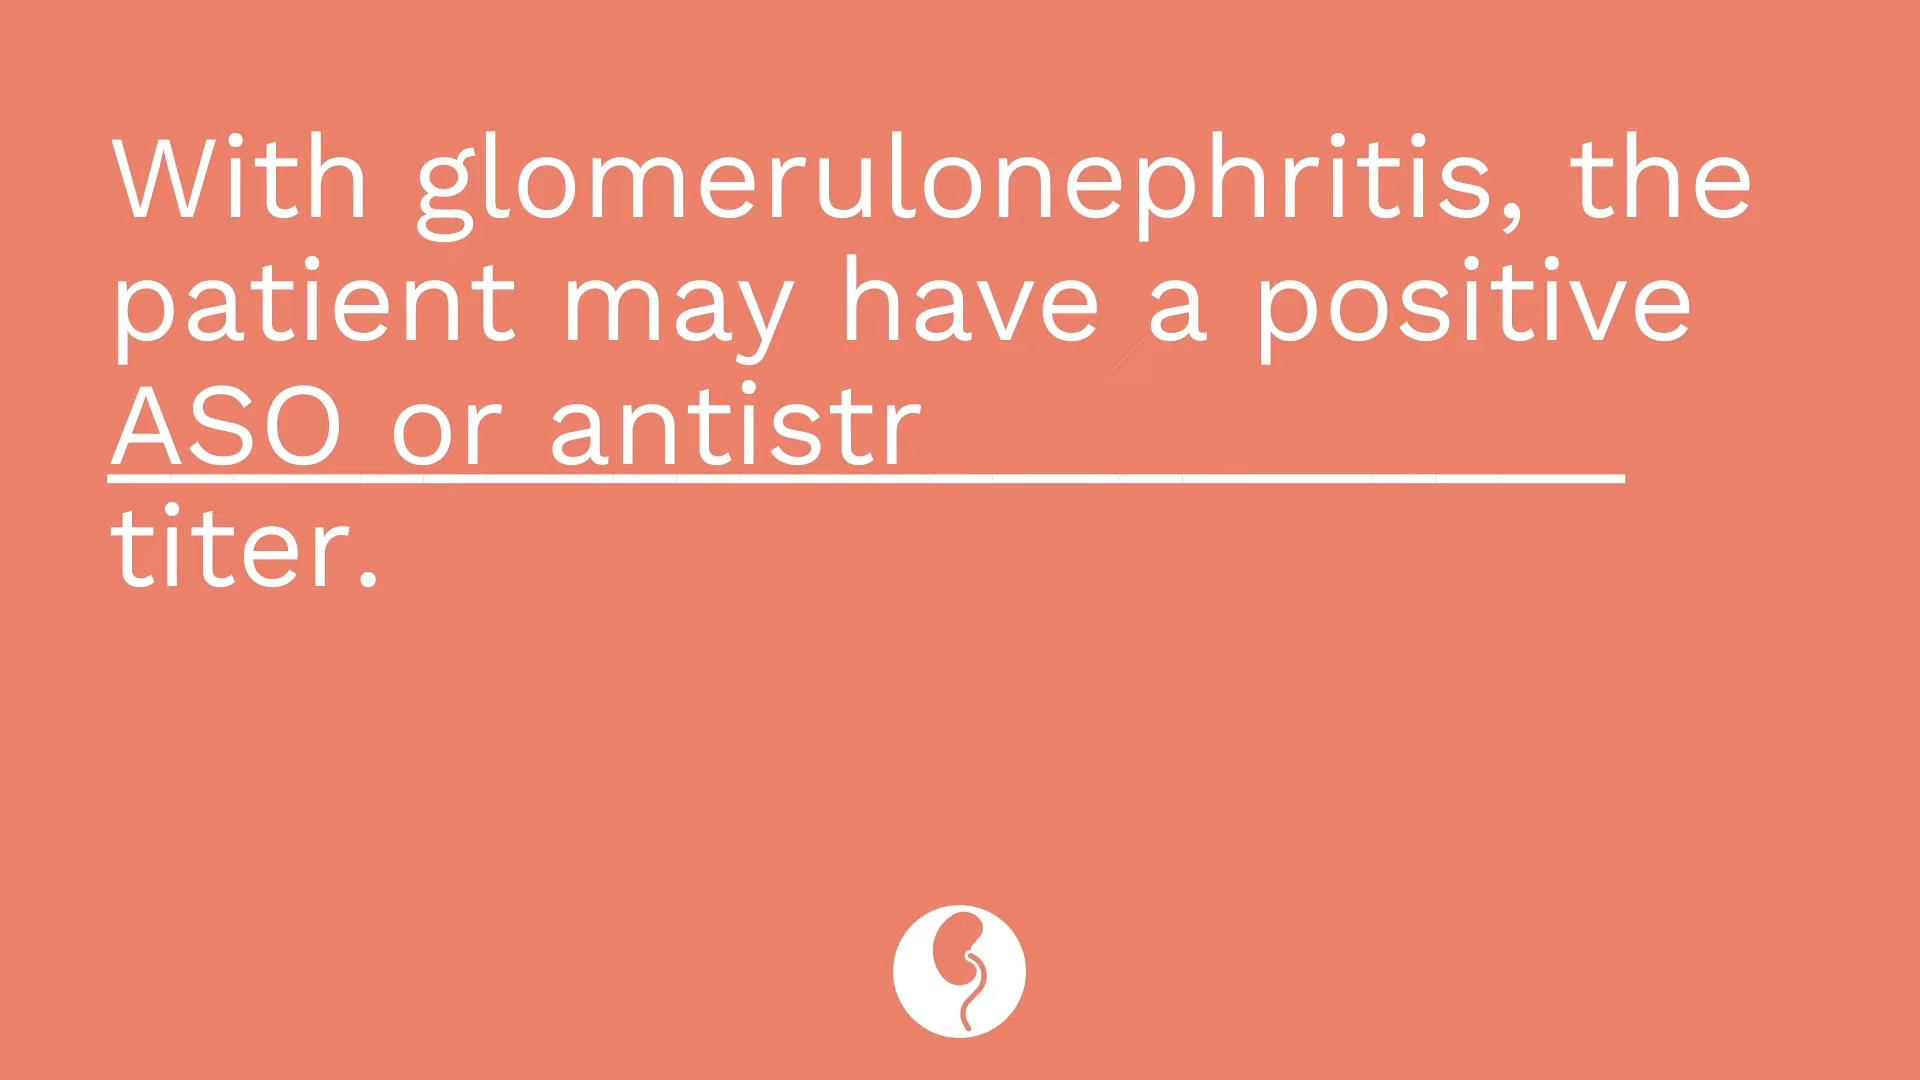 With glomerulonephritis, the
patient may have a positive
ASO or antistr
titer.